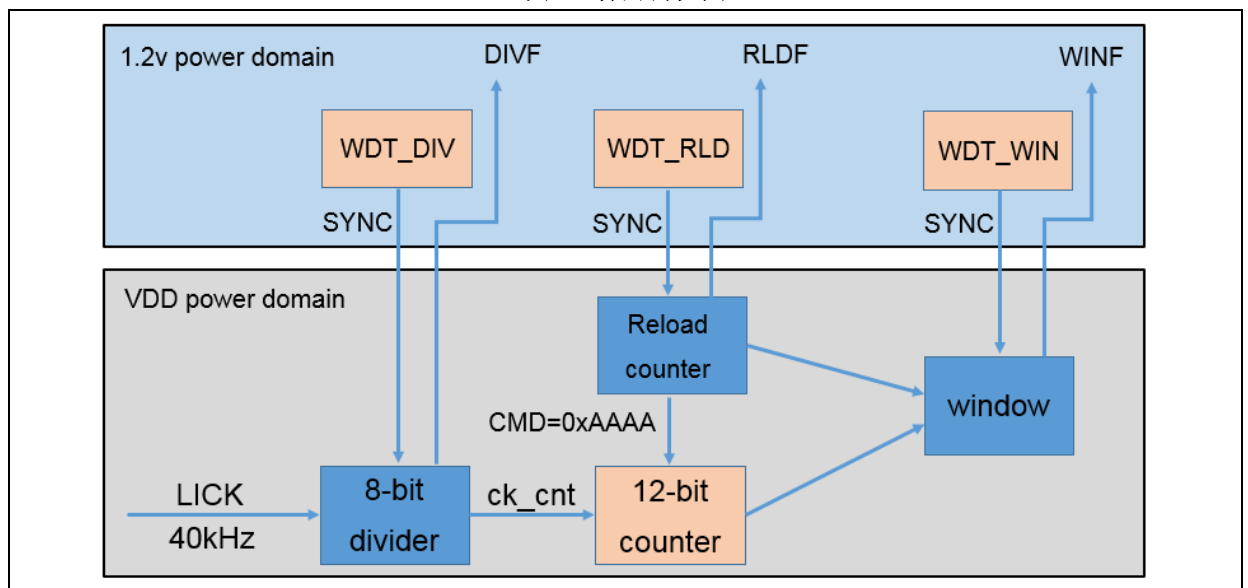 1.2v power domain
DIVF
RLDF
WINF
WDT_DIV
WDT_RLD
WDT_WIN
SYNC
SYNC
SYNC
VDD power domain
Reload
counter
window
CMD=0xAAAA
LICK
40kHz
8-bit
divider
ck_cnt
12-bit
counter